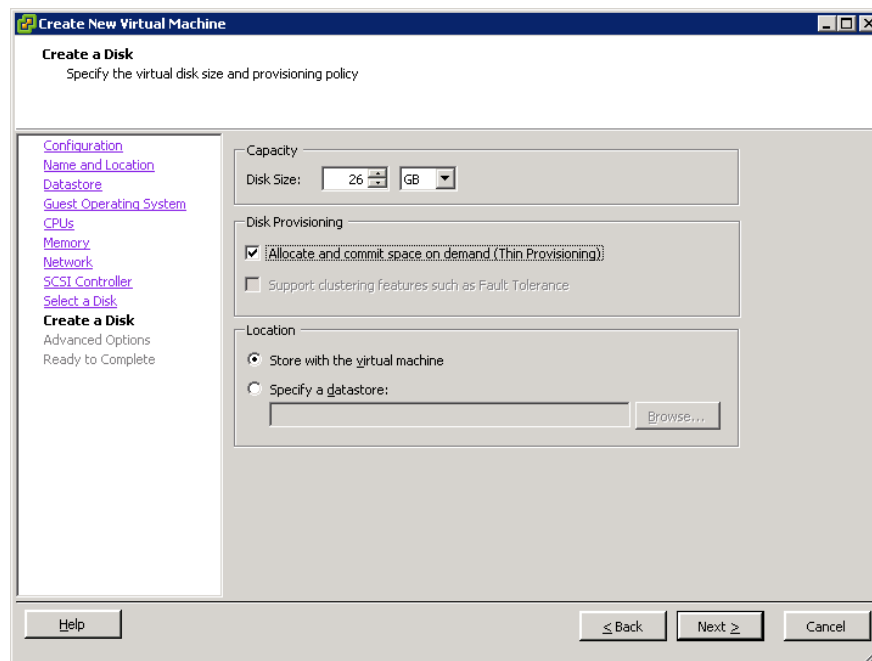 Create New Virtual Machine
Create a Disk
Specify the virtual disk size and provisioning policy
Configuration
Name and Location
Datastore
Guest Operating System
CPUs
Memory
Network
SCSI Controller
Select a Disk
Create a Disk
Advanced Options
Ready to Complete
Capacity
Disk Size: 26 GB
Disk Provisioning
Allocate and commit space on demand (Thin Provisioning)
Support clustering features such as Fault Tolerance
Location
Store with the virtual machine
Specify a datastore:
Browse...
Help
< Back Next > Cancel